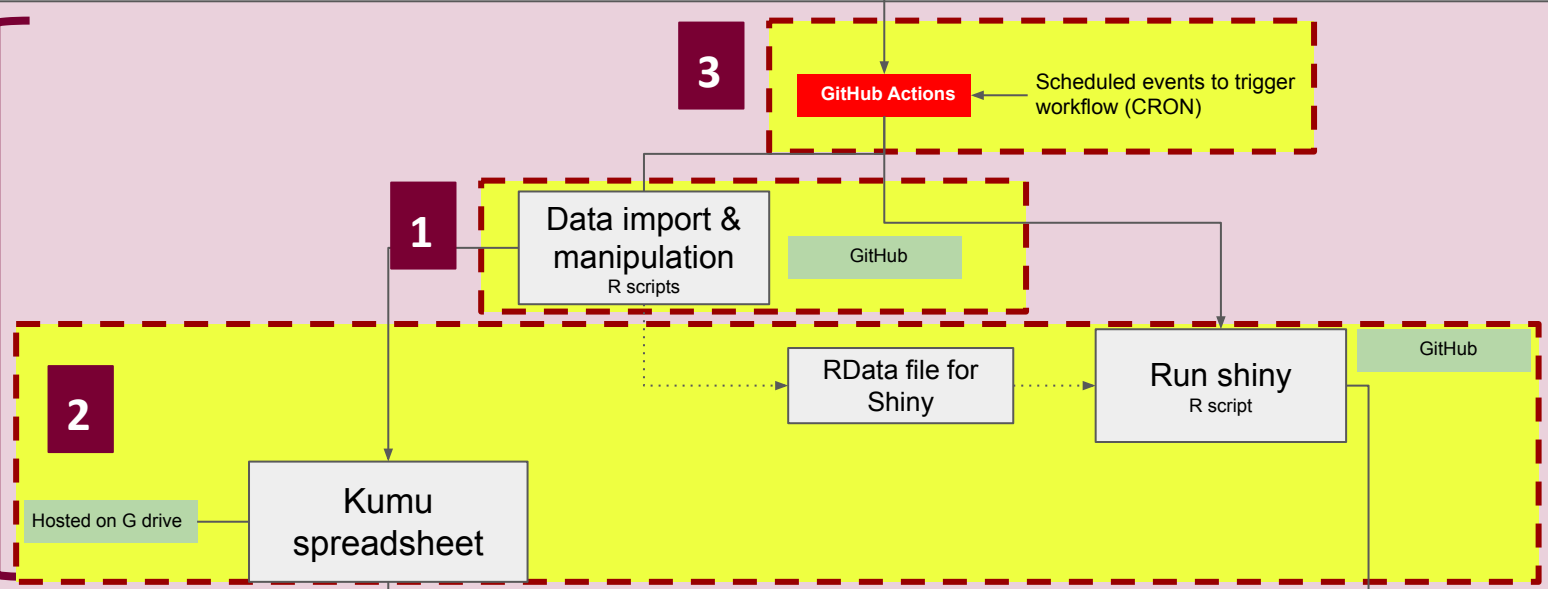 3
GitHub Actions
Scheduled events to trigger
workflow (CRON)
1
Data import &
manipulation
R scripts
GitHub
2
RData file for
Shiny
Run shiny
R script
GitHub
Hosted on G drive
Kumu
spreadsheet